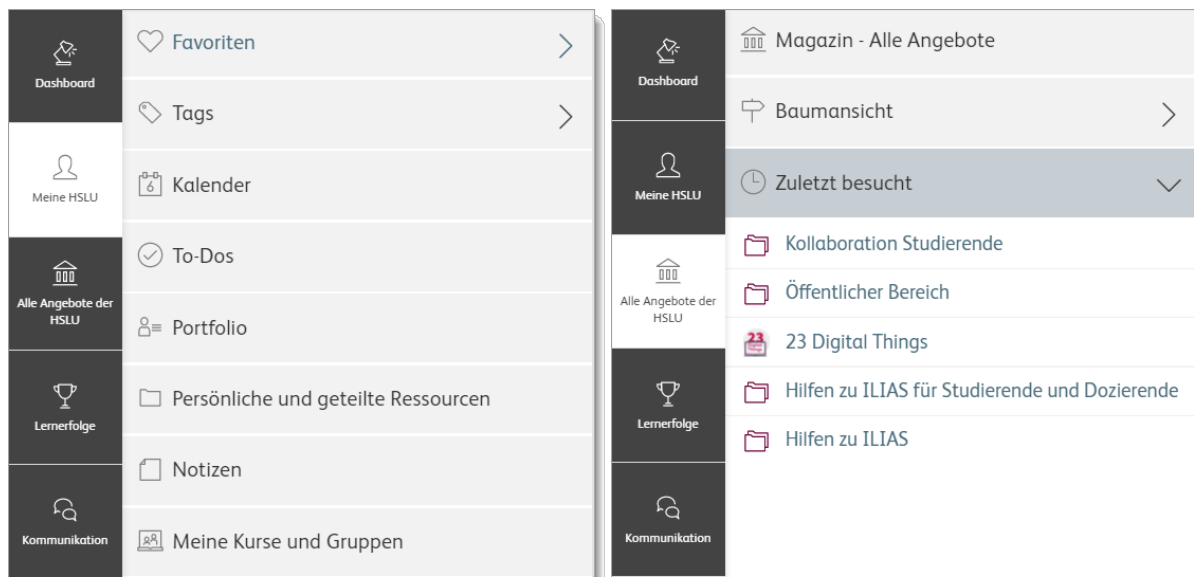 Dashboard
Meine HSLU
Alle Angebote der
HSLU
Lernerfolge
Kommunikation
Favoriten
Tags
6
Kalender
To-Dos
Portfolio
Persönliche und geteilte Ressourcen
Notizen
Meine Kurse und Gruppen
Dashboard
Meine HSLU
Alle Angebote der
HSLU
Lernerfolge
Kommunikation
Magazin - Alle Angebote
Baumansicht
Zuletzt besucht
Kollaboration Studierende
Öffentlicher Bereich
23
23 Digital Things
Hilfen zu ILIAS für Studierende und Dozierende
Hilfen zu ILIAS